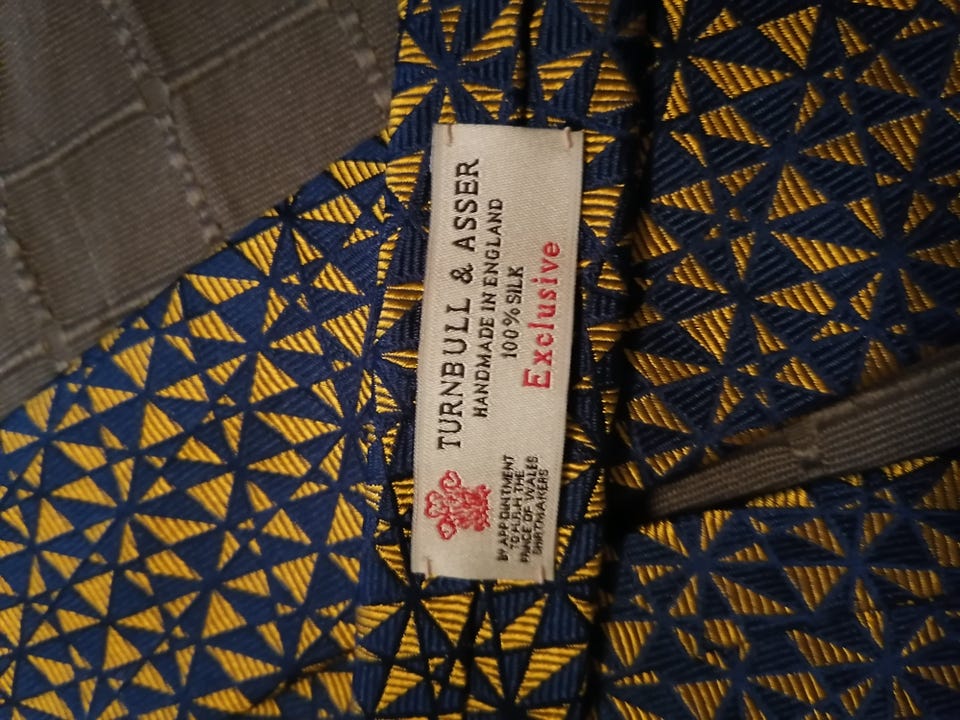 TURNBULL & ASSER
HANDMADE IN ENGLAND
100% SILK
Exclusive
BY APPOINTMENT
TO H.R.H THE
PRINCE OF WALES
SHIRTMAKERS